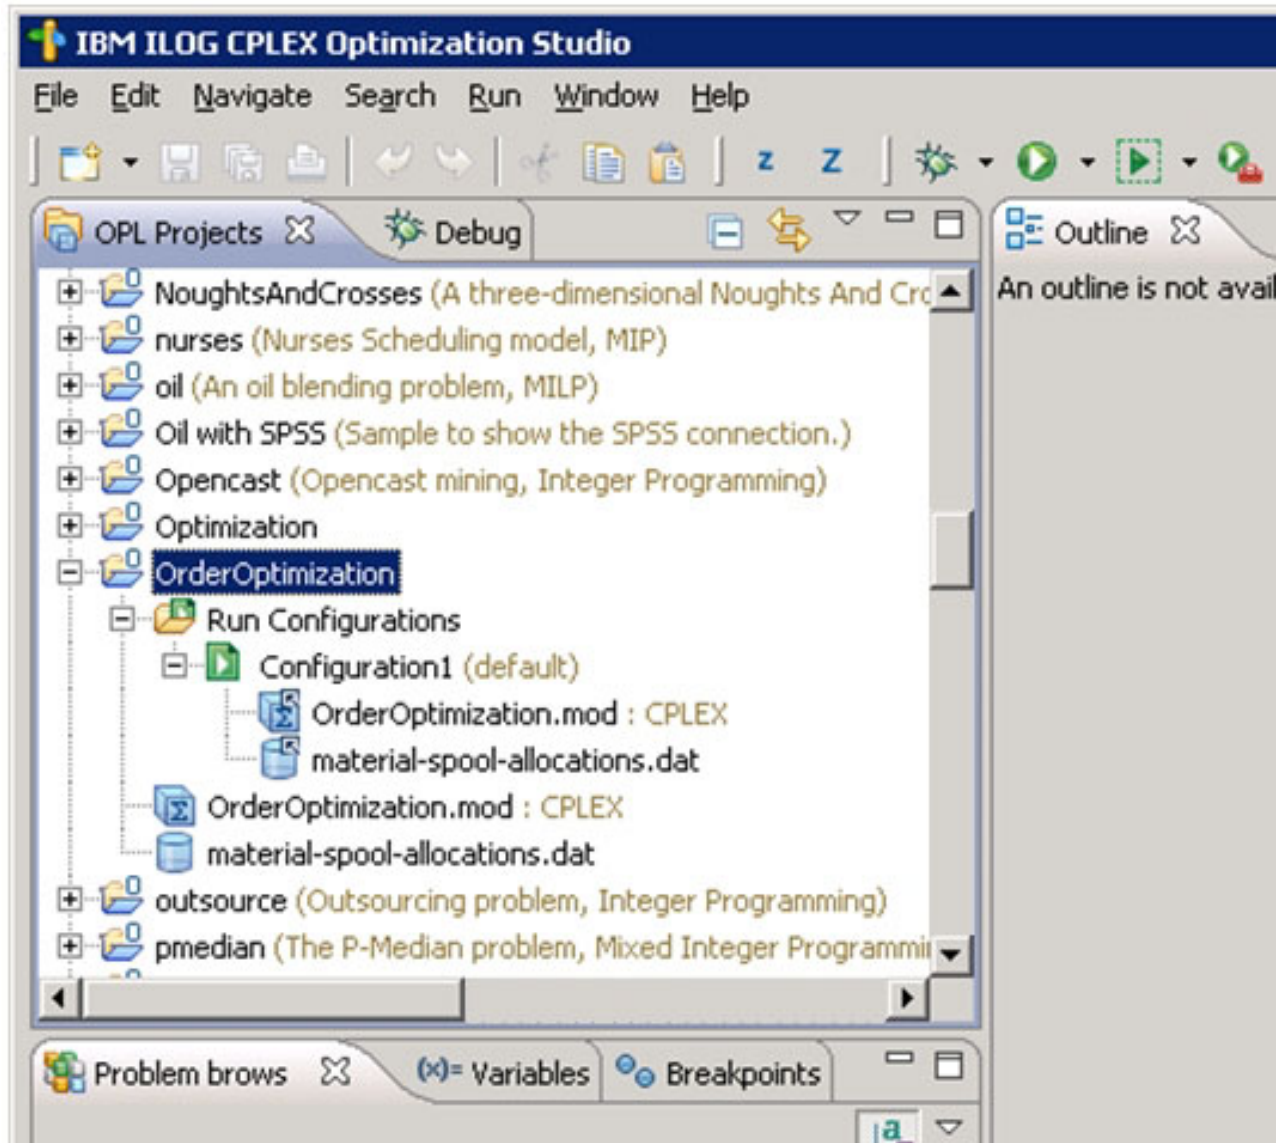 IBM ILOG CPLEX Optimization Studio
File Edit Navigate Search Run Window Help
z Z
OPL Projects Debug Outline
An outline is not avail
NoughtsAndCrosses (A three-dimensional Noughts And Cro
nurses (Nurses Scheduling model, MIP)
oil (An oil blending problem, MILP)
Oil with SPSS (Sample to show the SPSS connection.)
Opencast (Opencast mining, Integer Programming)
Optimization
OrderOptimization
Run Configurations
Configuration1 (default)
OrderOptimization.mod : CPLEX
material-spool-allocations.dat
OrderOptimization.mod : CPLEX
material-spool-allocations.dat
outsource (Outsourcing problem, Integer Programming)
pmedian (The P-Median problem, Mixed Integer Programmi
Problem brows (x)= Variables Breakpoints
a